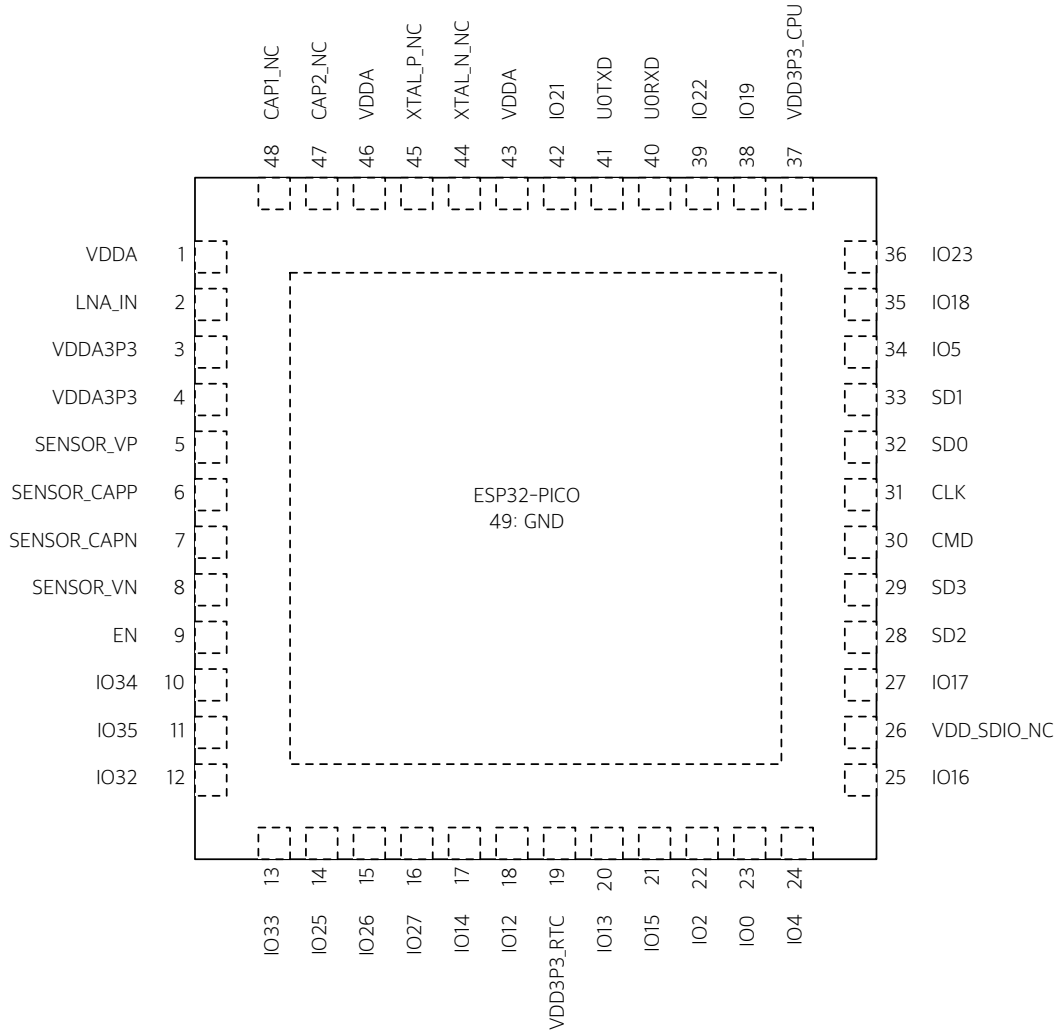 CAP1_NC
CAP2_NC
VDDA
XTAL_P_NC
XTAL_N_NC
VDDA
IO21
U0TXD
U0RXD
IO22
IO19
VDD3P3_CPU
48 47 46 45 44 43 42 41 40 39 38 37
VDDA 1
LNA_IN 2
VDDA3P3 3
VDDA3P3 4
SENSOR_VP 5
SENSOR_CAPP 6
SENSOR_CAPN 7
SENSOR_VN 8
EN 9
IO34 10
IO35 11
IO32 12
ESP32-PICO
49: GND
36 IO23
35 IO18
34 IO5
33 SD1
32 SD0
31 CLK
30 CMD
29 SD3
28 SD2
27 IO17
26 VDD_SDIO_NC
25 IO16
13 14 15 16 17 18 19 20 21 22 23 24
IO33
IO25
IO26
IO27
IO14
IO12
VDD3P3_RTC
IO13
IO15
IO2
IO0
IO4